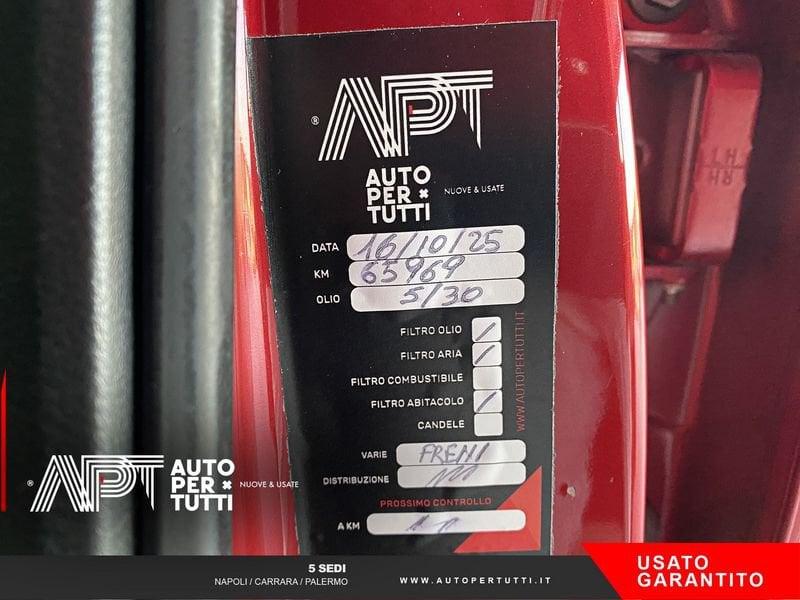 ® APT
AUTO
PER
TUTTI
NUOVE & USATE
DATA 16/10/25
KM 65969
OLIO 5/30
FILTRO OLIO
FILTRO ARIA
FILTRO COMBUSTIBILE
FILTRO ABITACOLO
CANDELE
WWW.AUTOPERTUTTI.IT
VARIE FRENI
DISTRIBUZIONE
PROSSIMO CONTROLLO
A KM
RH
® APT
AUTO
PER
TUTTI
NUOVE & USATE
5 SEDI
NAPOLI / CARRARA / PALERMO
WWW.AUTOPERTUTTI.IT
USATO
GARANTITO